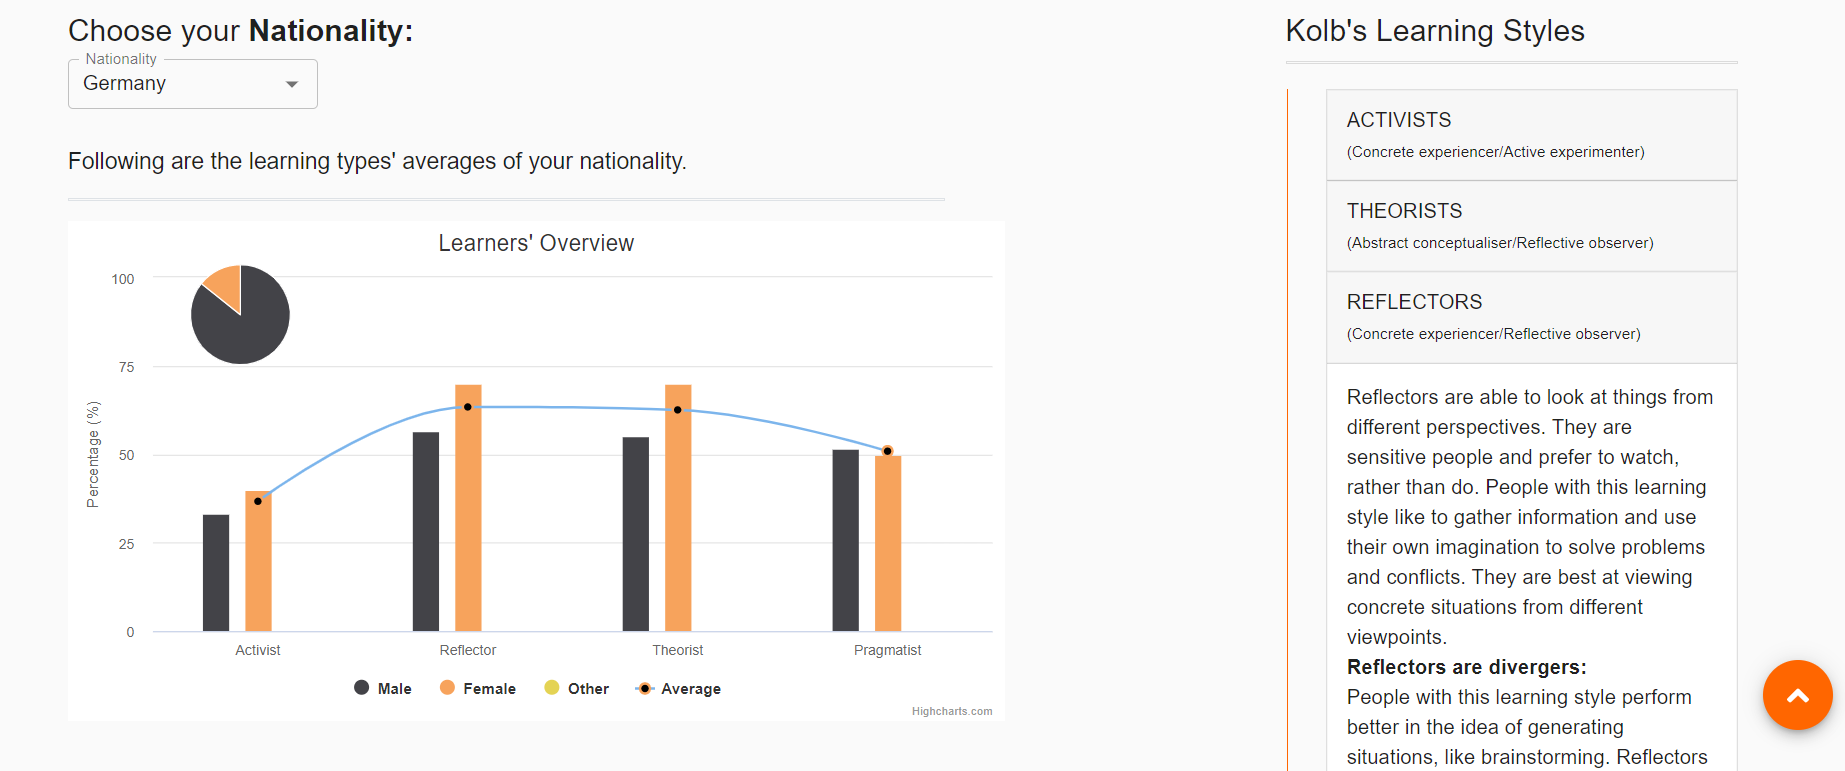 Choose your Nationality:
Nationality
Germany
Following are the learning types' averages of your nationality.
Learners' Overview
100
75
50
25
0
Percentage (%)
Activist
Reflector
Theorist
Pragmatist
Male
Female
Other
Average
Highcharts.com
Kolb's Learning Styles
ACTIVISTS
(Concrete experiencer/Active experimenter)
THEORISTS
(Abstract conceptualiser/Reflective observer)
REFLECTORS
(Concrete experiencer/Reflective observer)
Reflectors are able to look at things from
different perspectives. They are
sensitive people and prefer to watch,
rather than do. People with this learning
style like to gather information and use
their own imagination to solve problems
and conflicts. They are best at viewing
concrete situations from different
viewpoints.
Reflectors are divergers:
People with this learning style perform
better in the idea of generating
situations, like brainstorming. Reflectors